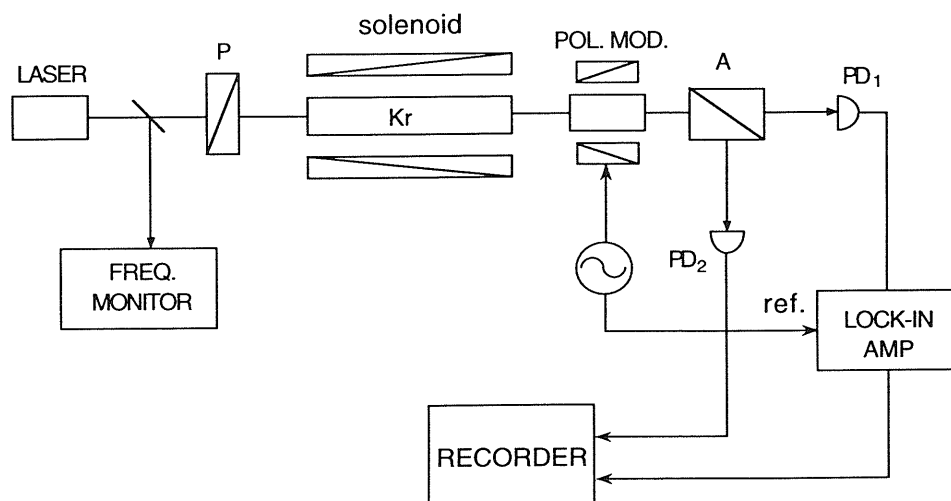 solenoid
P
POL. MOD.
A
PD₁
LASER
Kr
FREQ.
MONITOR
PD₂
ref.
LOCK-IN
AMP
RECORDER